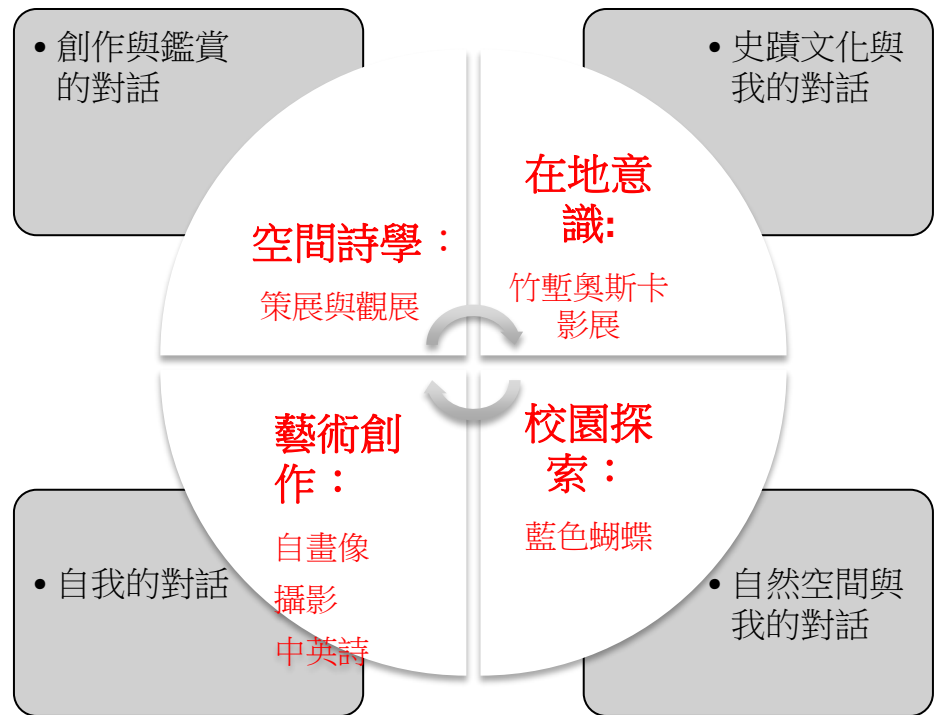 • 創作與鑑賞
的對話
• 史蹟文化與
我的對話
空間詩學：
策展與觀展
在地意
識:
竹塹奧斯卡
影展
藝術創
作：
自畫像
攝影
中英詩
校園探
索：
藍色蝴蝶
• 自我的對話
• 自然空間與
我的對話